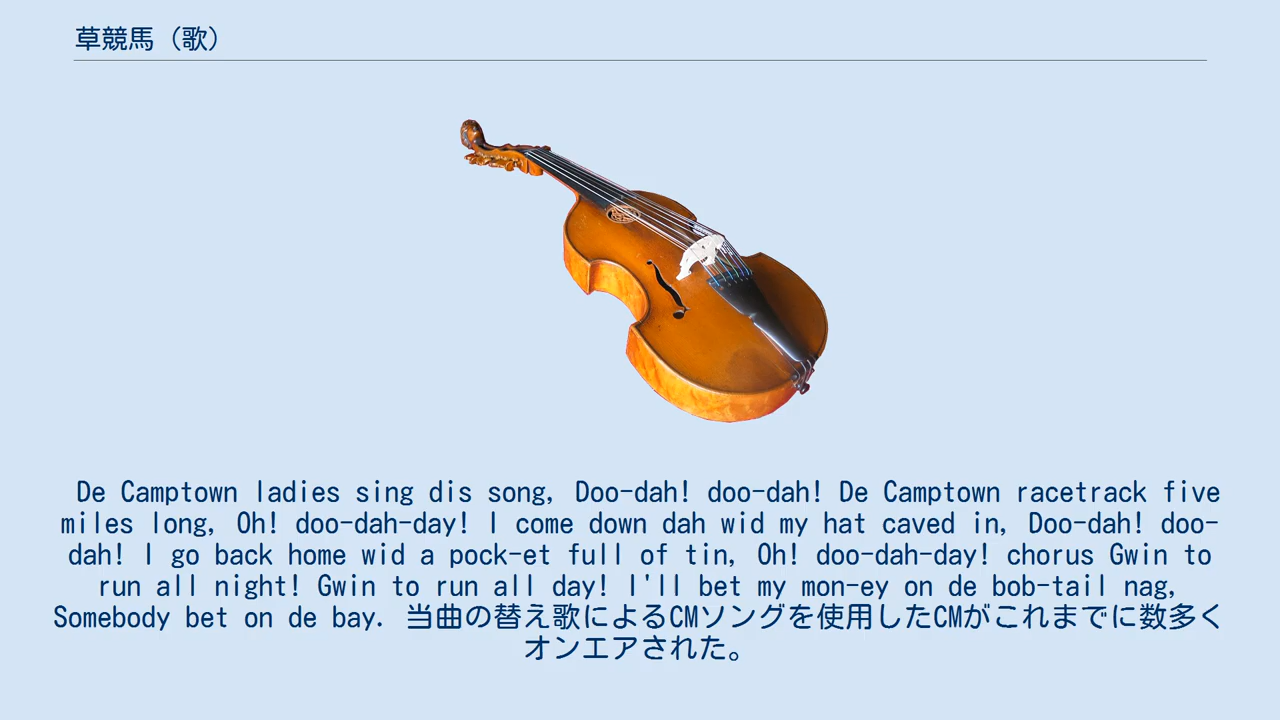 草競馬（歌）
De Camptown ladies sing dis song, Doo-dah! doo-dah! De Camptown racetrack five
miles long, Oh! doo-dah-day! I come down dah wid my hat caved in, Doo-dah! doo-
dah! I go back home wid a pock-et full of tin, Oh! doo-dah-day! chorus Gwin to
run all night! Gwin to run all day! I'll bet my mon-ey on de bob-tail nag,
Somebody bet on de bay. 当曲の替え歌によるCMソングを使用したCMがこれまでに数多く
オンエアされた。